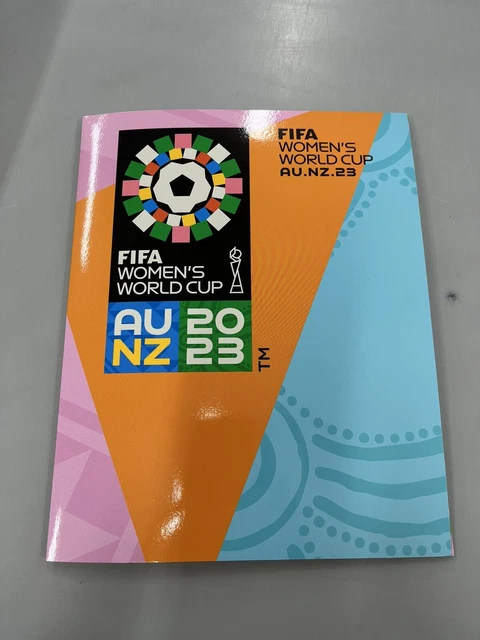 FIFA
WOMEN'S
WORLD CUP
AU 20
NZ 23
TM
FIFA
WOMEN'S
WORLD CUP
AU.NZ.23